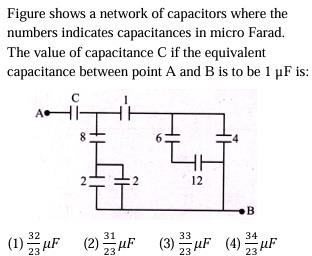 Figure shows a network of capacitors where the
numbers indicates capacitances in micro Farad.
The value of capacitance C if the equivalent
capacitance between point A and B is to be 1 μF is:
C 1
A
8 6 4
2 2 12
B
(1) 32/23 μF (2) 31/23 μF (3) 33/23 μF (4) 34/23 μF